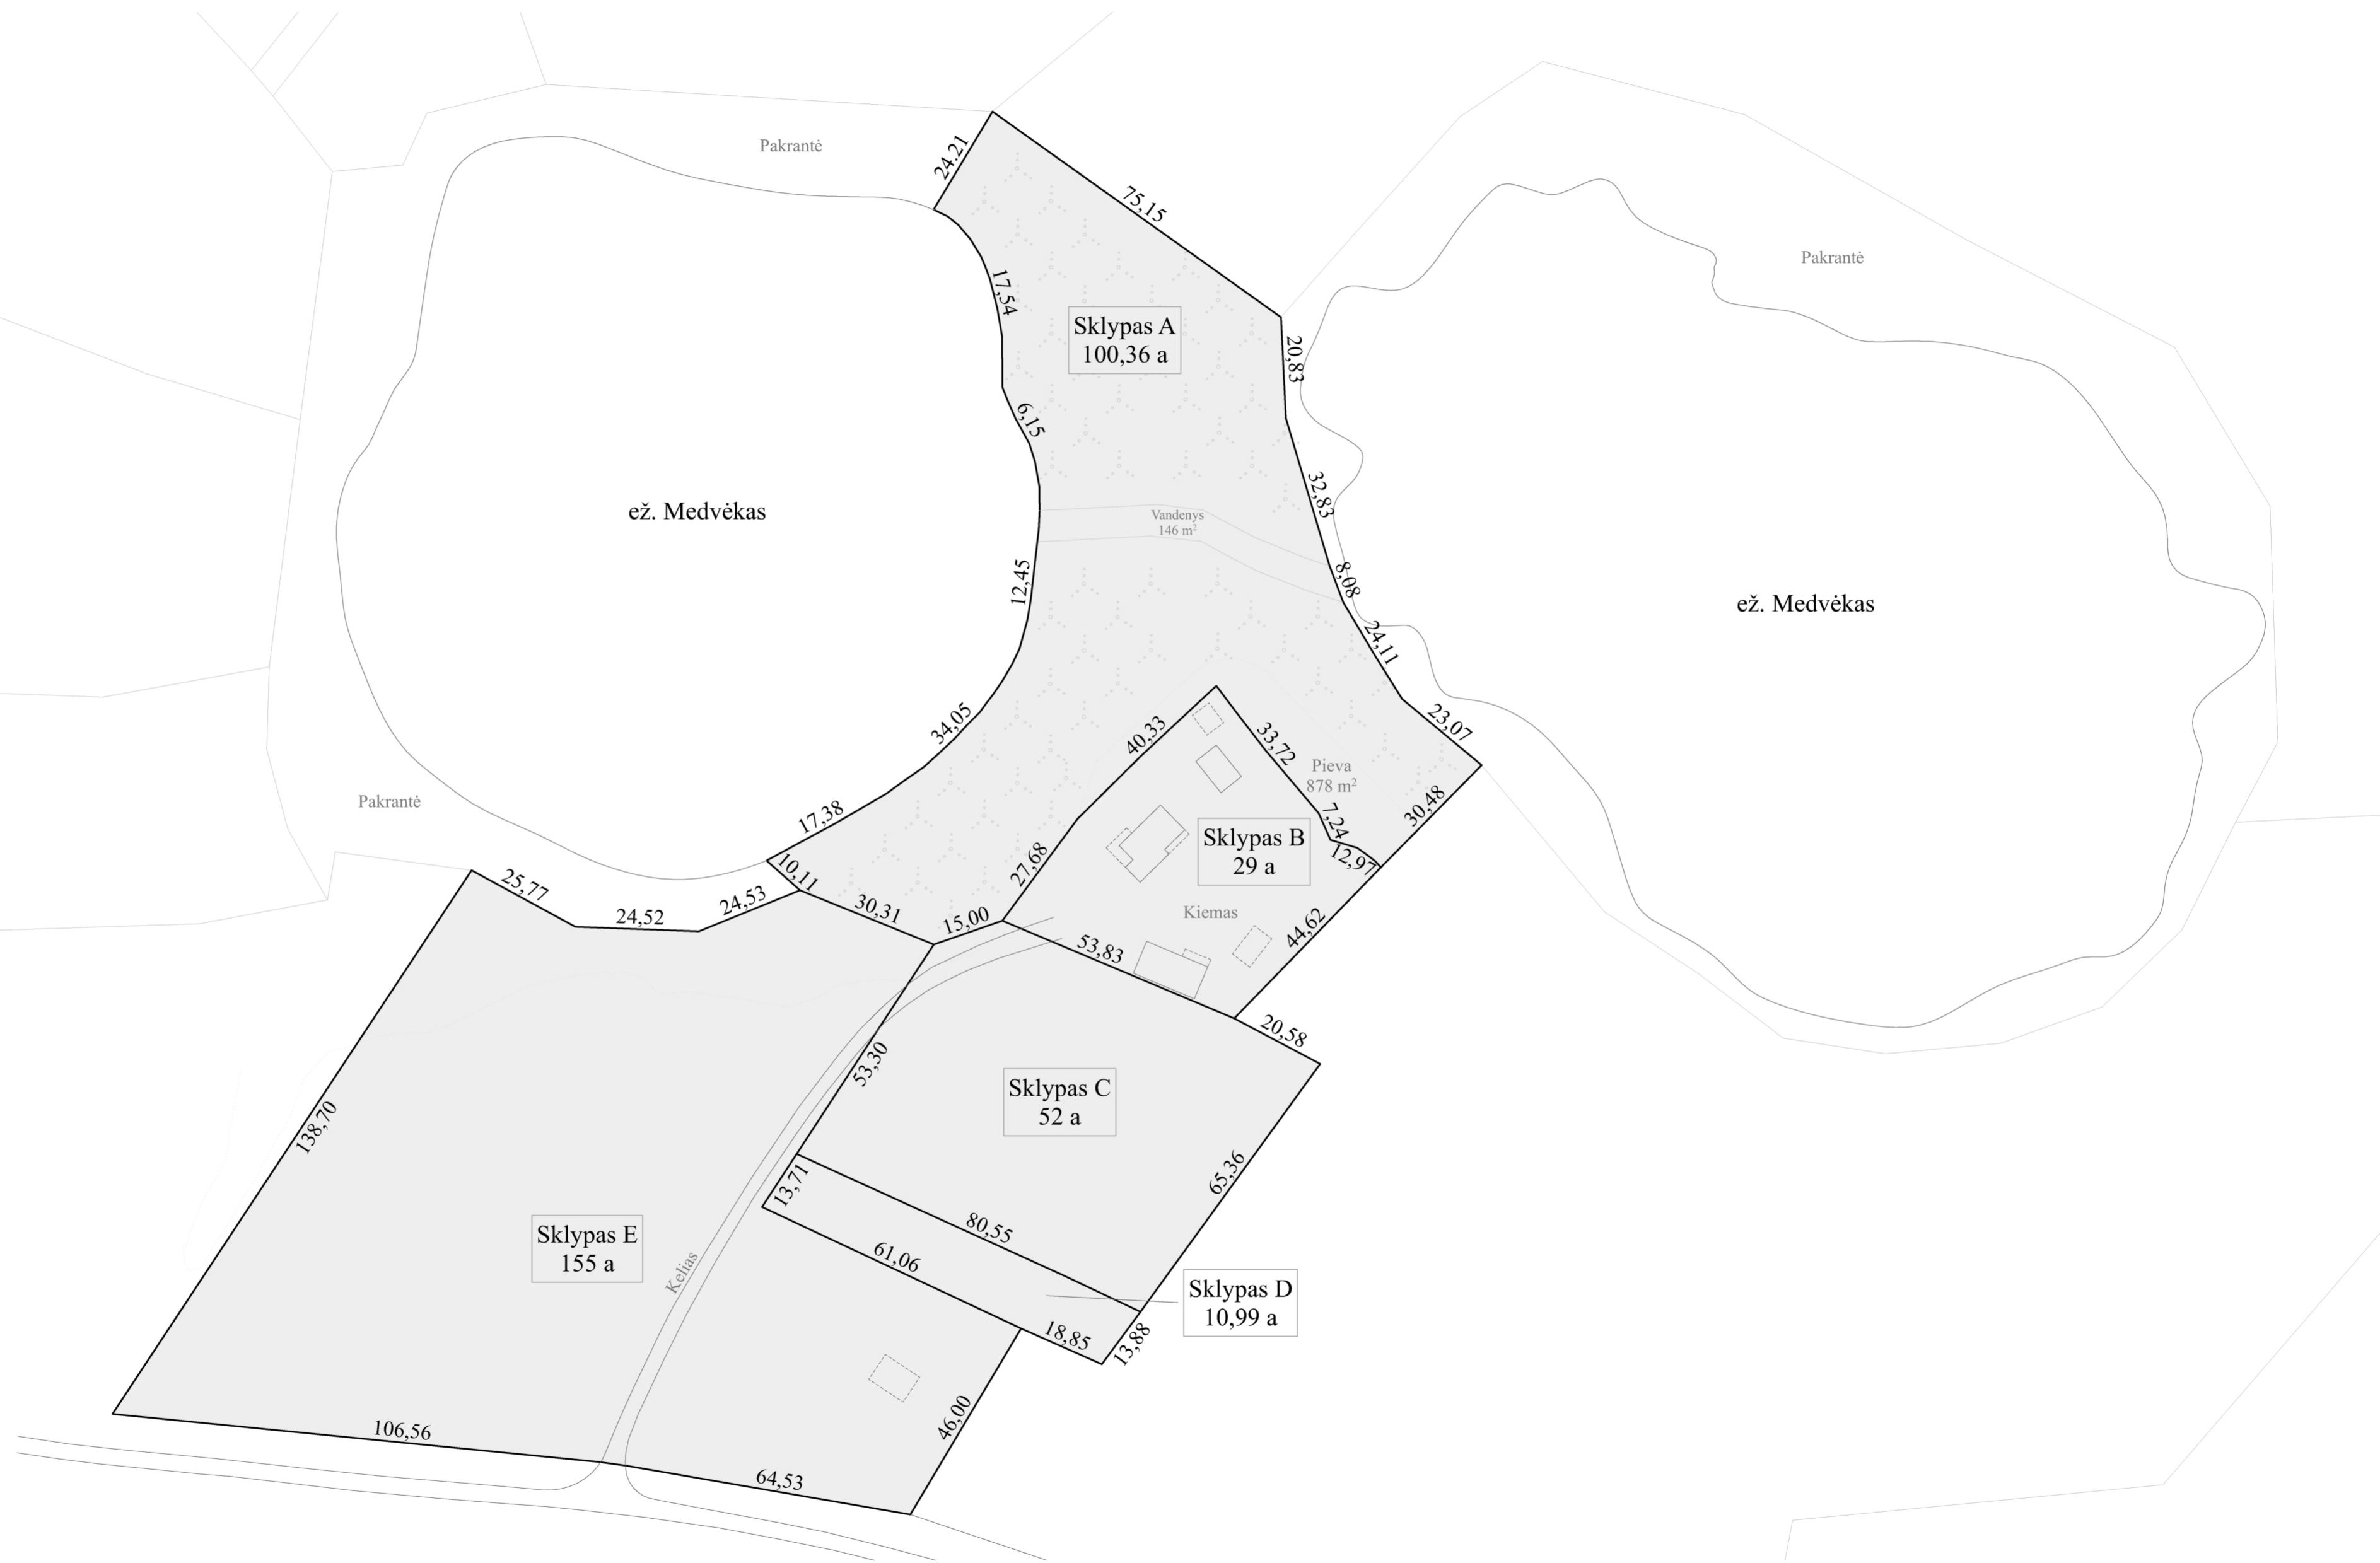 Pakrantė
24.21
75,15
Pakrantė
17,54
Sklypas A
100,36 a
20,83
6,15
32,83
ež. Medvėkas
Vandenys
146 m²
12,45
8,08
ež. Medvėkas
24,11
34,05
40,33
33,72
23,07
Pieva
878 m²
Pakrantė
17,38
7,24
30,48
Sklypas B
29 a
27,68
12,97
10,11
25,77
24,53
24,52
30,31
15,00
Kiemas
44,62
53,83
20,58
53,30
Sklypas C
52 a
138,70
65,36
13,71
80,55
Sklypas E
155 a
61,06
Kelias
Sklypas D
10,99 a
18,85
13,88
46,00
106,56
64,53